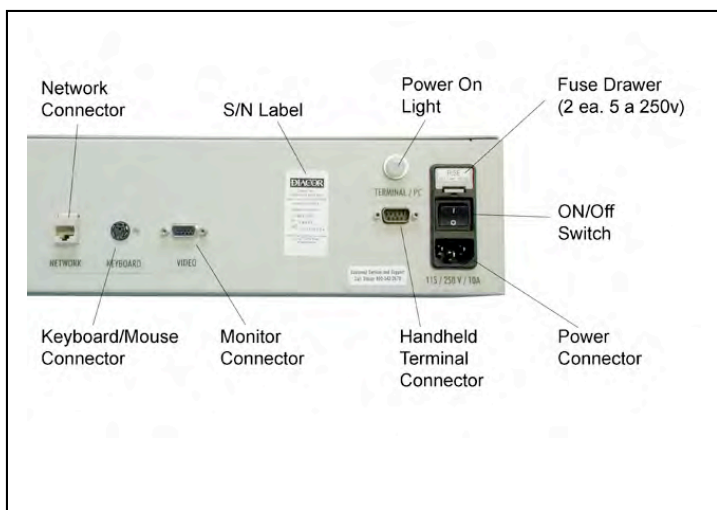 Network
Connector
S/N Label
Power On
Light
Fuse Drawer
(2 ea. 5 a 250v)
DIACOR
FUSE
TERMINAL / PC
I
O
ON/Off
Switch
NETWORK
KEYBOARD
VIDEO
115 / 250 V / 10A
Keyboard/Mouse
Connector
Monitor
Connector
Handheld
Terminal
Connector
Power
Connector